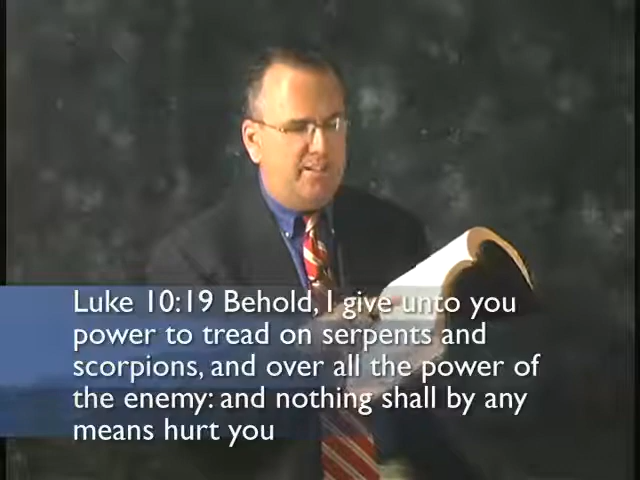 Luke 10:19 Behold, I give unto you
power to tread on serpents and
scorpions, and over all the power of
the enemy: and nothing shall by any
means hurt you